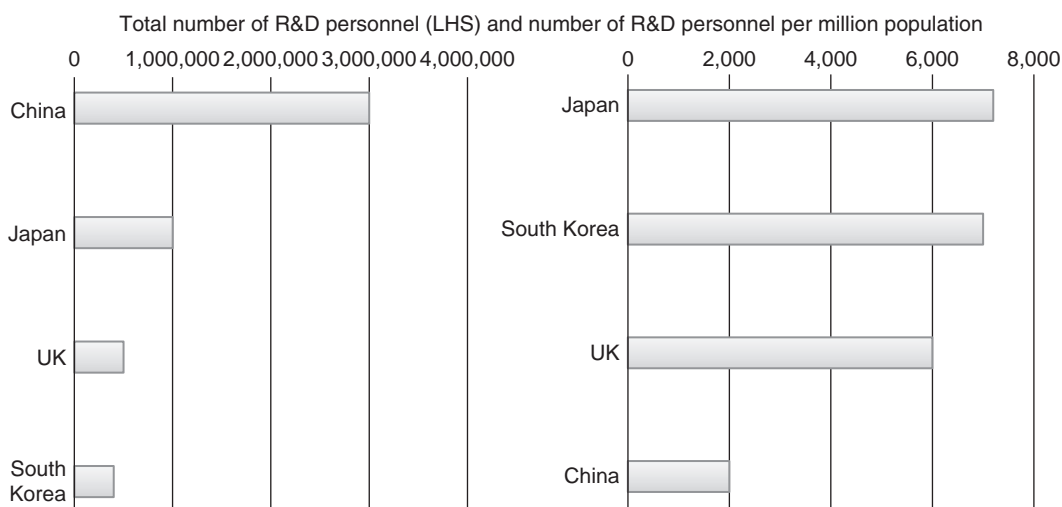 Total number of R&D personnel (LHS) and number of R&D personnel per million population
0 1,000,000 2,000,000 3,000,000 4,000,000
China
Japan
UK
South
Korea
0 2,000 4,000 6,000 8,000
Japan
South Korea
UK
China